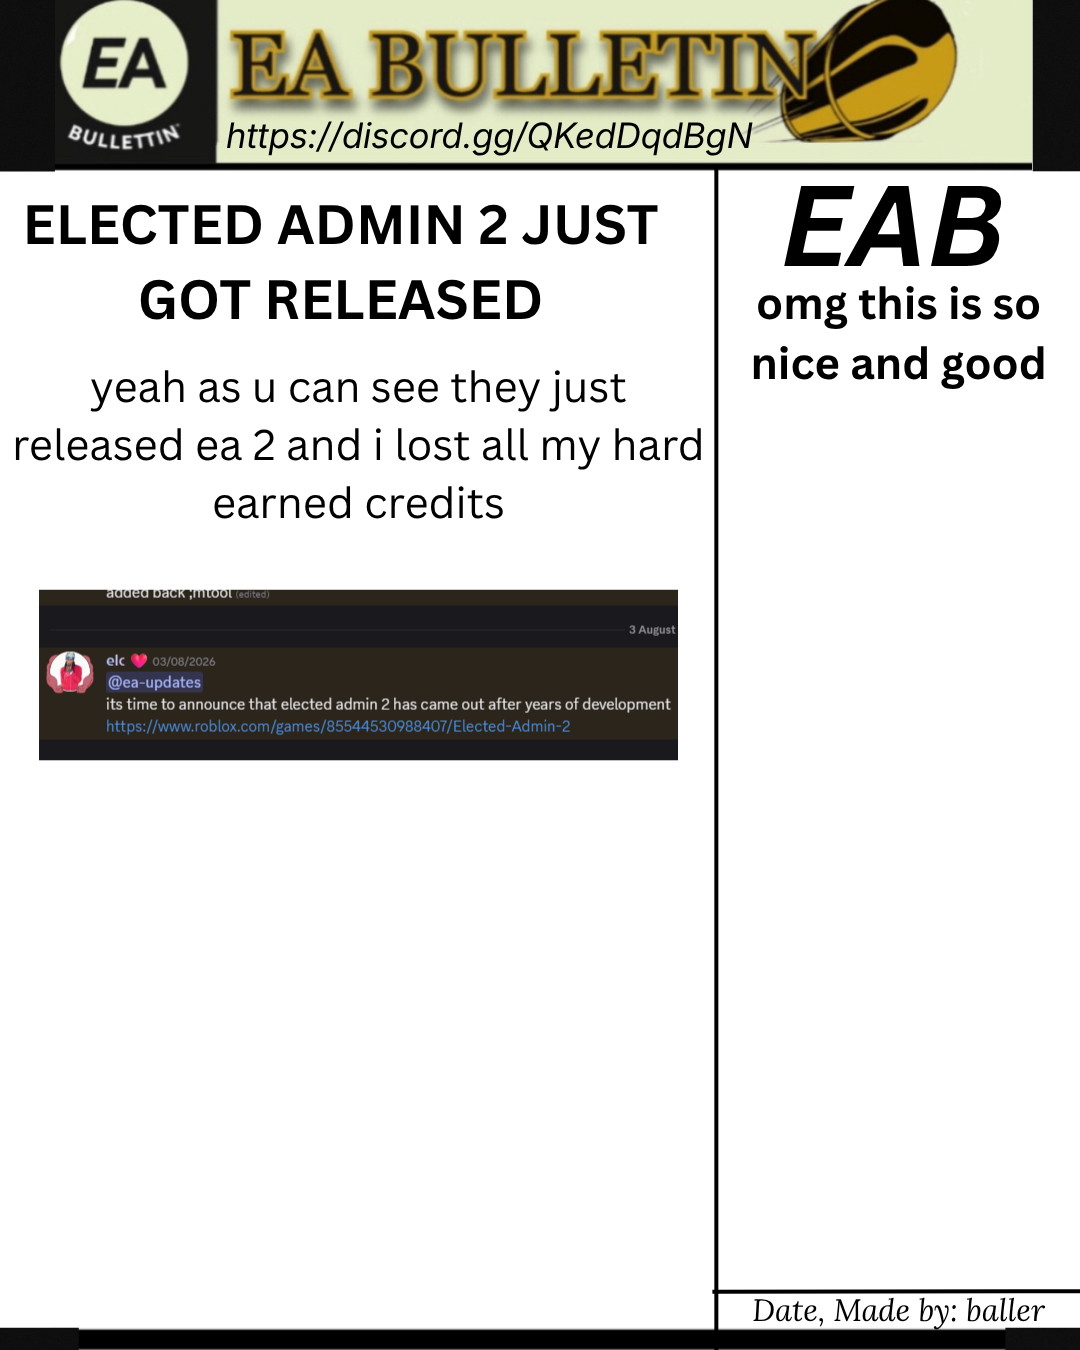 EA
BULLETTIN
EA BULLETIN
https://discord.gg/QKedDqdBgN
ELECTED ADMIN 2 JUST
GOT RELEASED
yeah as u can see they just
released ea 2 and i lost all my hard
earned credits
added back ;mtool (edited)
3 August
elc 03/08/2026
@ea-updates
its time to announce that elected admin 2 has came out after years of development
https://www.roblox.com/games/85544530988407/Elected-Admin-2
EAB
omg this is so
nice and good
Date, Made by: baller